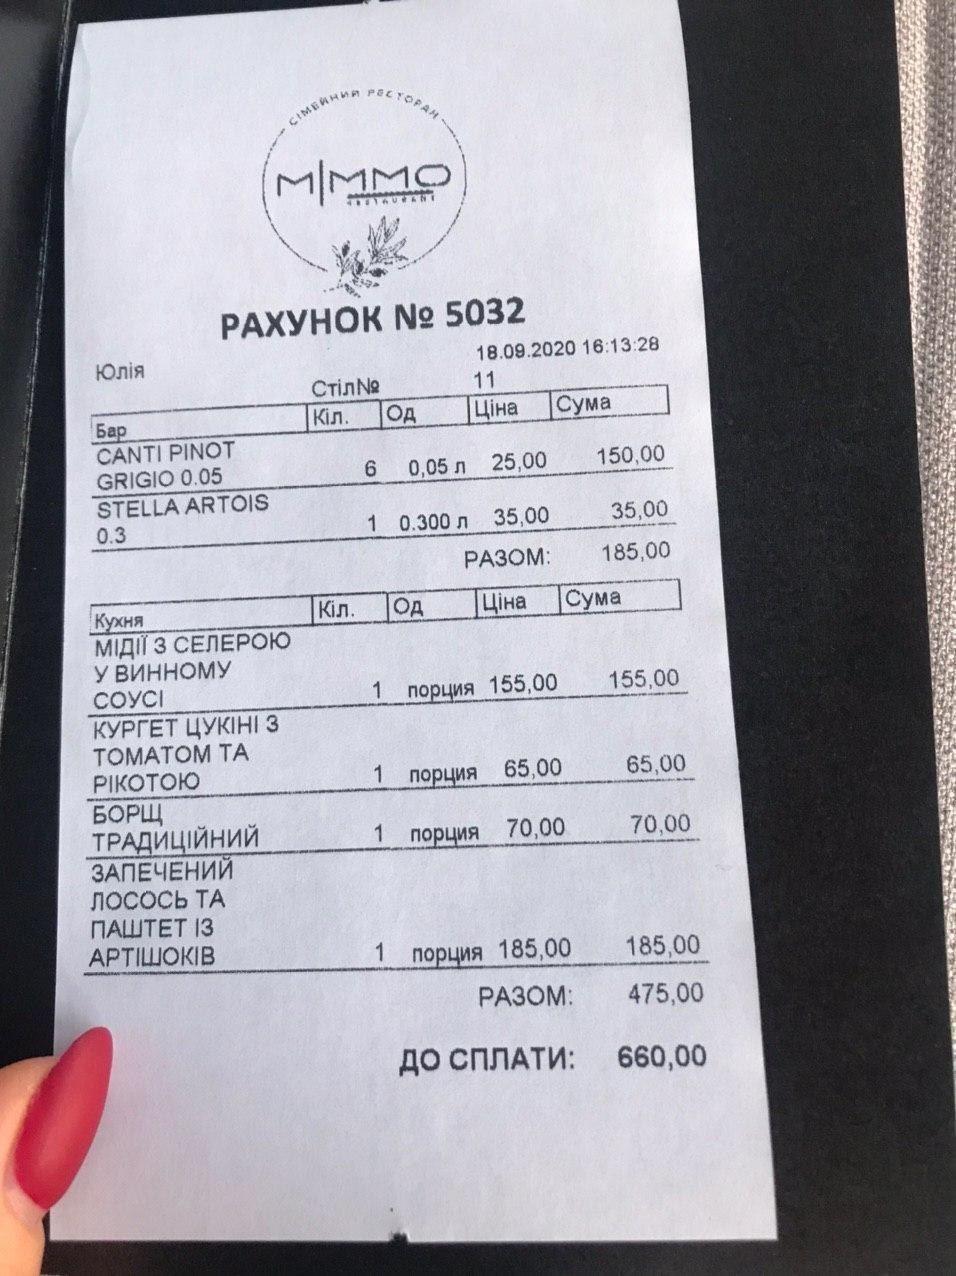 СІМЕЙНИЙ РЕСТОРАН
M|MMO
RESTAURANT
РАХУНОК № 5032
Юлія 18.09.2020 16:13:28
Стіл№ 11
Бар Кіл. Од Ціна Сума
CANTI PINOT
GRIGIO 0.05 6 0,05 л 25,00 150,00
STELLA ARTOIS
0.3 1 0.300 л 35,00 35,00
РАЗОМ: 185,00
Кухня Кіл. Од Ціна Сума
МІДІЇ З СЕЛЕРОЮ
У ВИННОМУ
СОУСІ 1 порция 155,00 155,00
КУРГЕТ ЦУКІНІ З
ТОМАТОМ ТА
РІКОТОЮ 1 порция 65,00 65,00
БОРЩ
ТРАДИЦІЙНИЙ 1 порция 70,00 70,00
ЗАПЕЧЕНИЙ
ЛОСОСЬ ТА
ПАШТЕТ ІЗ
АРТІШОКІВ 1 порция 185,00 185,00
РАЗОМ: 475,00
ДО СПЛАТИ: 660,00